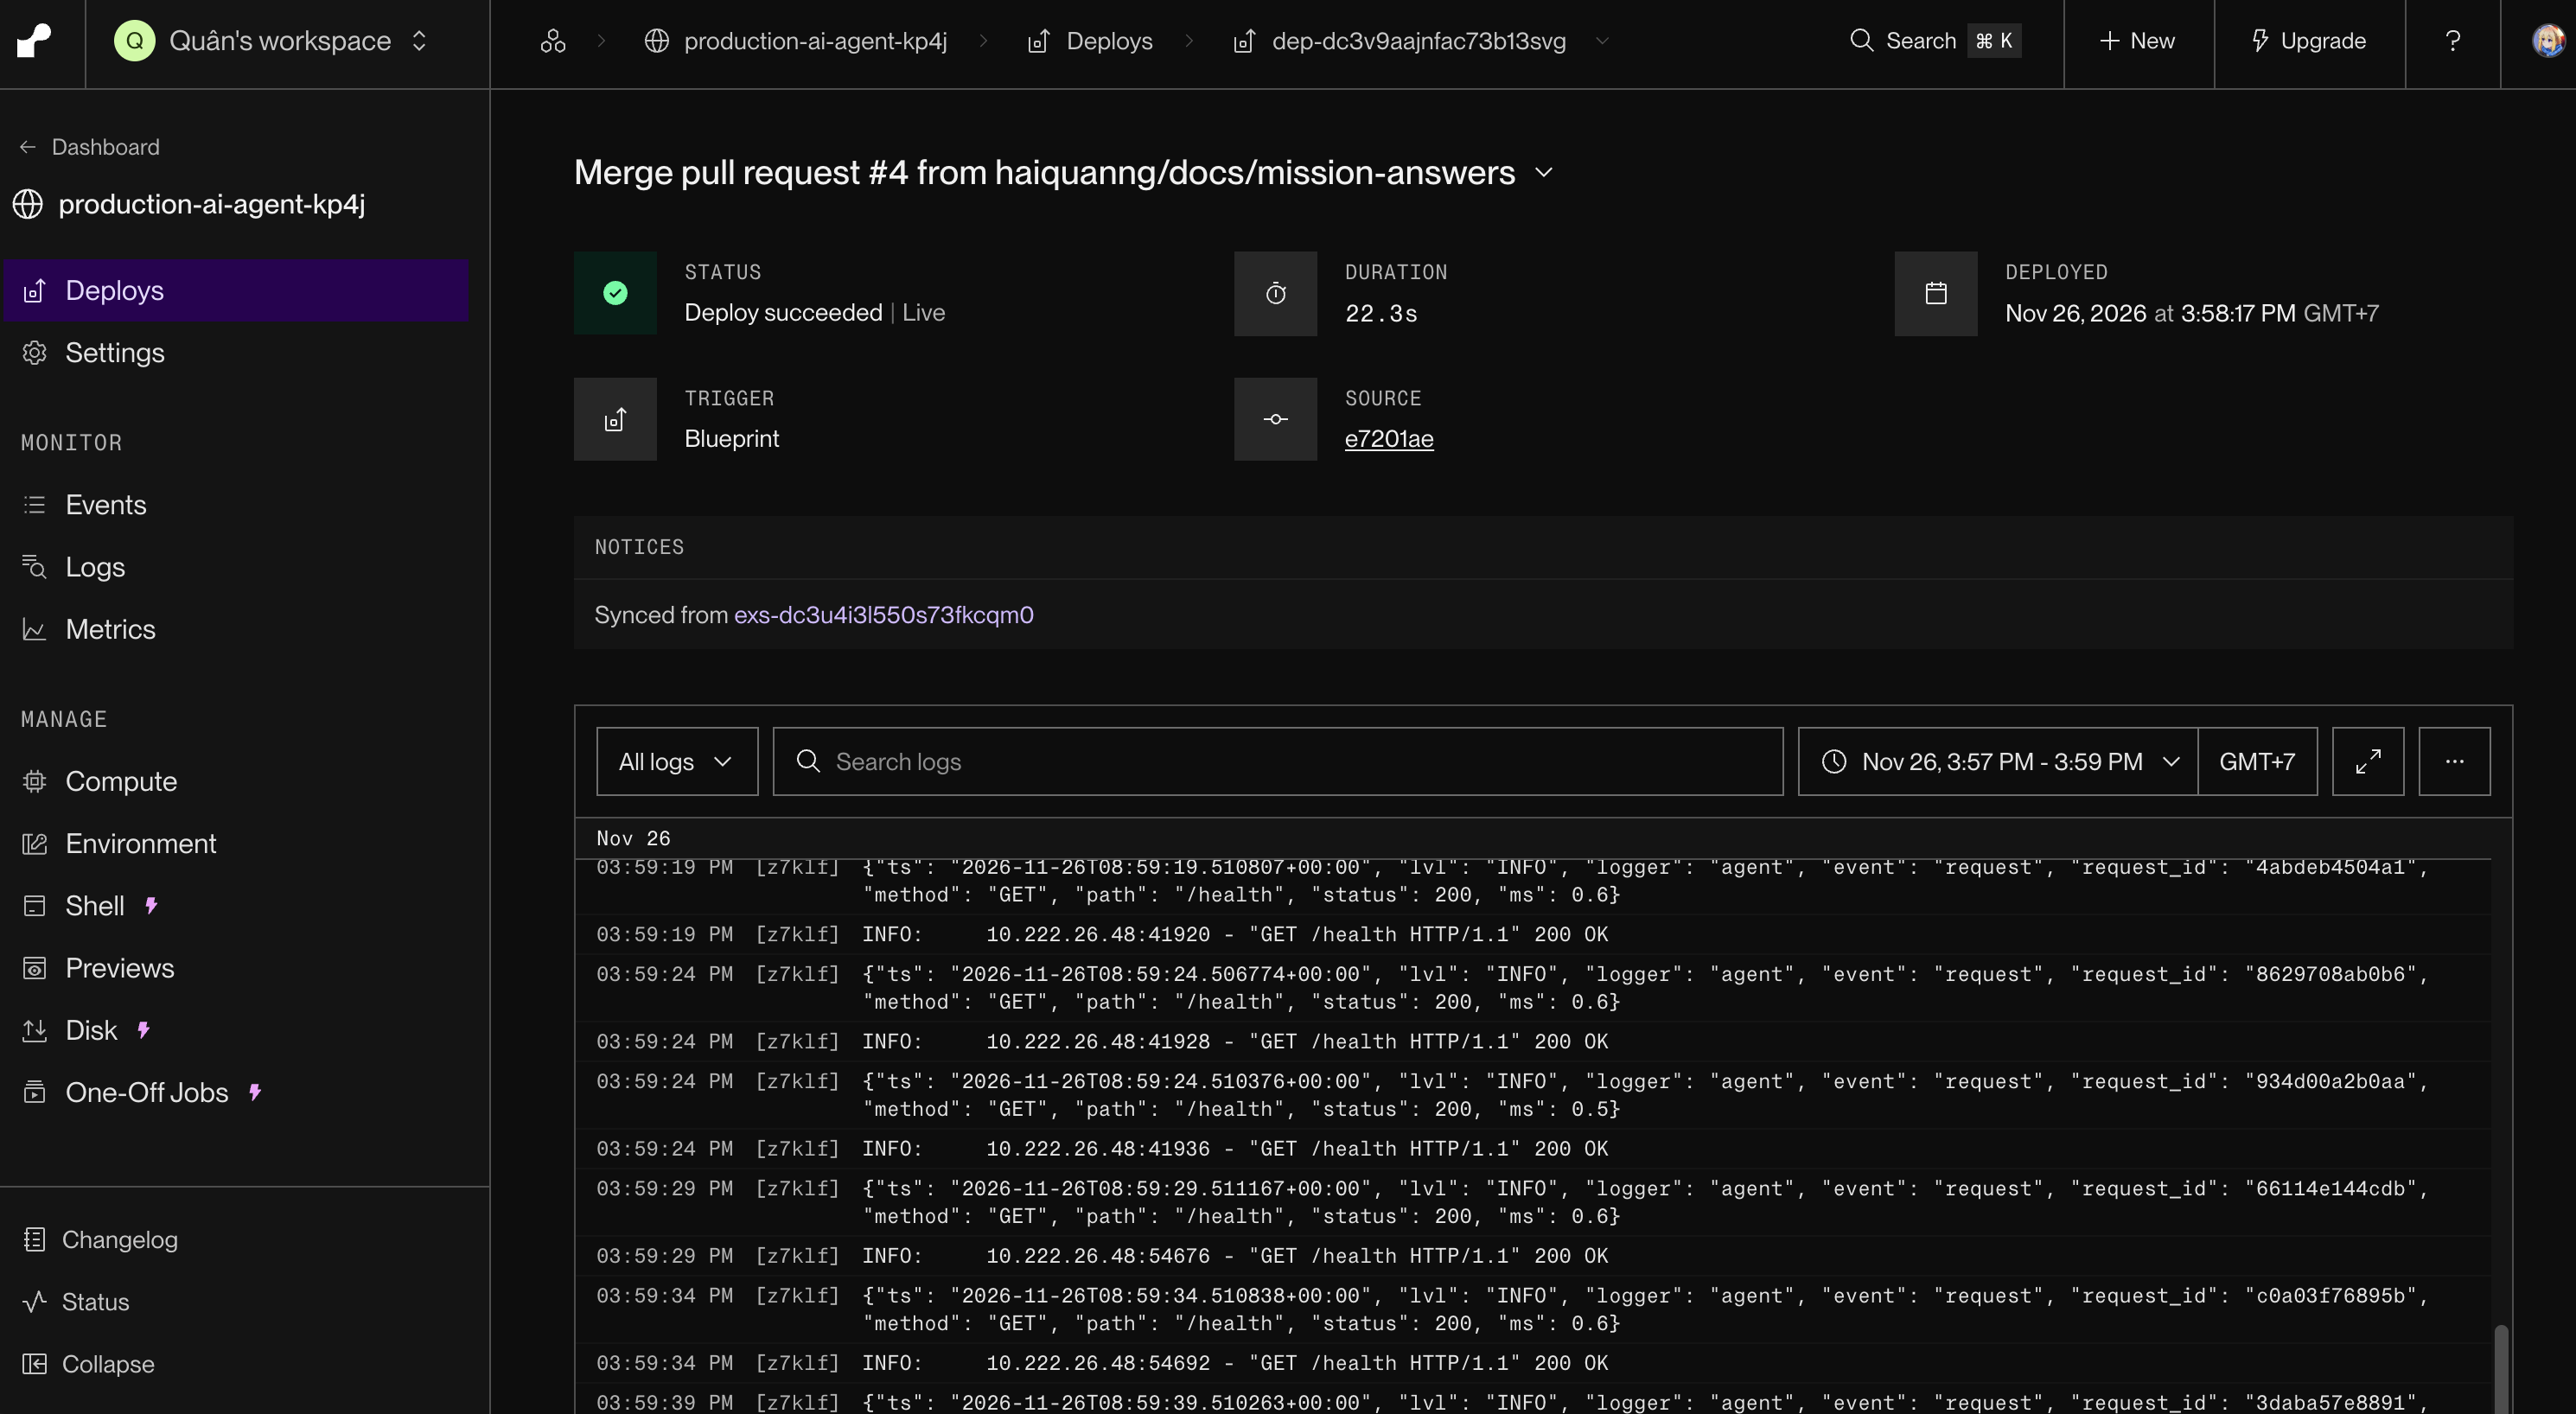 Q Quân's workspace
production-ai-agent-kp4j
Deploys
dep-dc3v9aajnfac73b13svg
Search ⌘ K
New
Upgrade
?
Dashboard
production-ai-agent-kp4j
Deploys
Settings
MONITOR
Events
Logs
Metrics
MANAGE
Compute
Environment
Shell
Previews
Disk
One-Off Jobs
Changelog
Status
Collapse
Merge pull request #4 from haiquanng/docs/mission-answers
STATUS
Deploy succeeded | Live
DURATION
22.3s
DEPLOYED
Nov 26, 2026 at 3:58:17 PM GMT+7
TRIGGER
Blueprint
SOURCE
e7201ae
NOTICES
Synced from exs-dc3u4i3l550s73fkcqm0
All logs
Search logs
Nov 26, 3:57 PM - 3:59 PM
GMT+7
...
Nov 26
03:59:19 PM [z7klf] {"ts": "2026-11-26T08:59:19.510807+00:00", "lvl": "INFO", "logger": "agent", "event": "request", "request_id": "4abdeb4504a1",
"method": "GET", "path": "/health", "status": 200, "ms": 0.6}
03:59:19 PM [z7klf] INFO: 10.222.26.48:41920 - "GET /health HTTP/1.1" 200 OK
03:59:24 PM [z7klf] {"ts": "2026-11-26T08:59:24.506774+00:00", "lvl": "INFO", "logger": "agent", "event": "request", "request_id": "8629708ab0b6",
"method": "GET", "path": "/health", "status": 200, "ms": 0.6}
03:59:24 PM [z7klf] INFO: 10.222.26.48:41928 - "GET /health HTTP/1.1" 200 OK
03:59:24 PM [z7klf] {"ts": "2026-11-26T08:59:24.510376+00:00", "lvl": "INFO", "logger": "agent", "event": "request", "request_id": "934d00a2b0aa",
"method": "GET", "path": "/health", "status": 200, "ms": 0.5}
03:59:24 PM [z7klf] INFO: 10.222.26.48:41936 - "GET /health HTTP/1.1" 200 OK
03:59:29 PM [z7klf] {"ts": "2026-11-26T08:59:29.511167+00:00", "lvl": "INFO", "logger": "agent", "event": "request", "request_id": "66114e144cdb",
"method": "GET", "path": "/health", "status": 200, "ms": 0.6}
03:59:29 PM [z7klf] INFO: 10.222.26.48:54676 - "GET /health HTTP/1.1" 200 OK
03:59:34 PM [z7klf] {"ts": "2026-11-26T08:59:34.510838+00:00", "lvl": "INFO", "logger": "agent", "event": "request", "request_id": "c0a03f76895b",
"method": "GET", "path": "/health", "status": 200, "ms": 0.6}
03:59:34 PM [z7klf] INFO: 10.222.26.48:54692 - "GET /health HTTP/1.1" 200 OK
03:59:39 PM [z7klf] {"ts": "2026-11-26T08:59:39.510263+00:00", "lvl": "INFO", "logger": "agent", "event": "request", "request_id": "3daba57e8891",